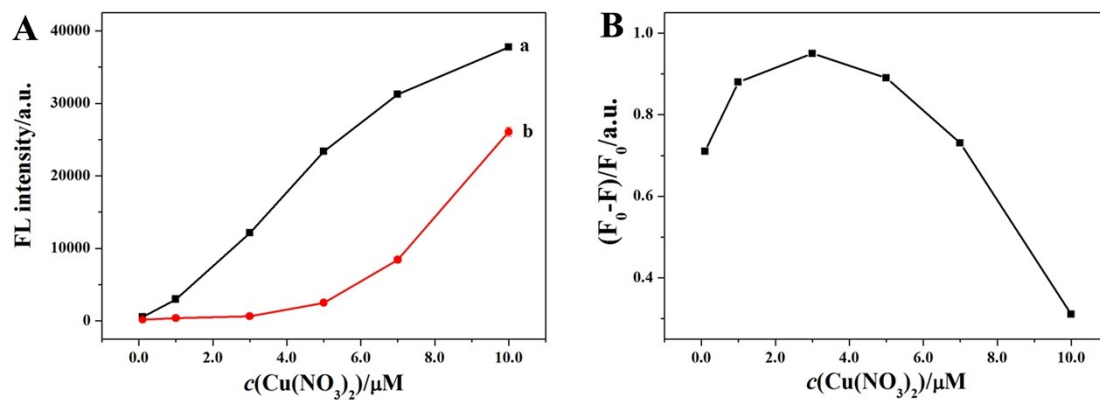 A
FL intensity/a.u.
40000
30000
20000
10000
0
a
b
0.0 2.0 4.0 6.0 8.0 10.0
c(Cu(NO₃)₂)/μM
B
(F₀-F)/F₀/a.u.
1.0
0.8
0.6
0.4
0.0 2.0 4.0 6.0 8.0 10.0
c(Cu(NO₃)₂)/μM